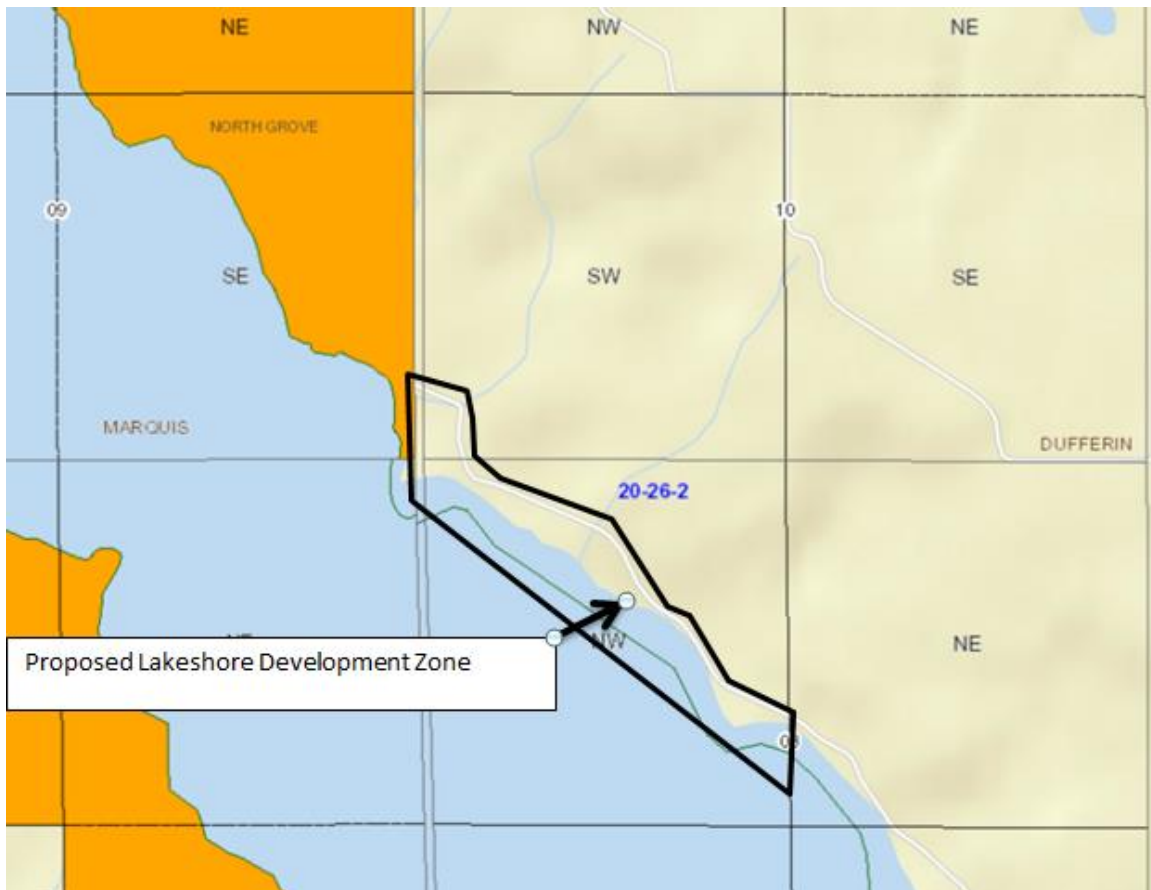 NE
NW
NE
NORTH GROVE
09
10
SE
SW
SE
MARQUIS
DUFFERIN
20-26-2
NW
NE
Proposed Lakeshore Development Zone